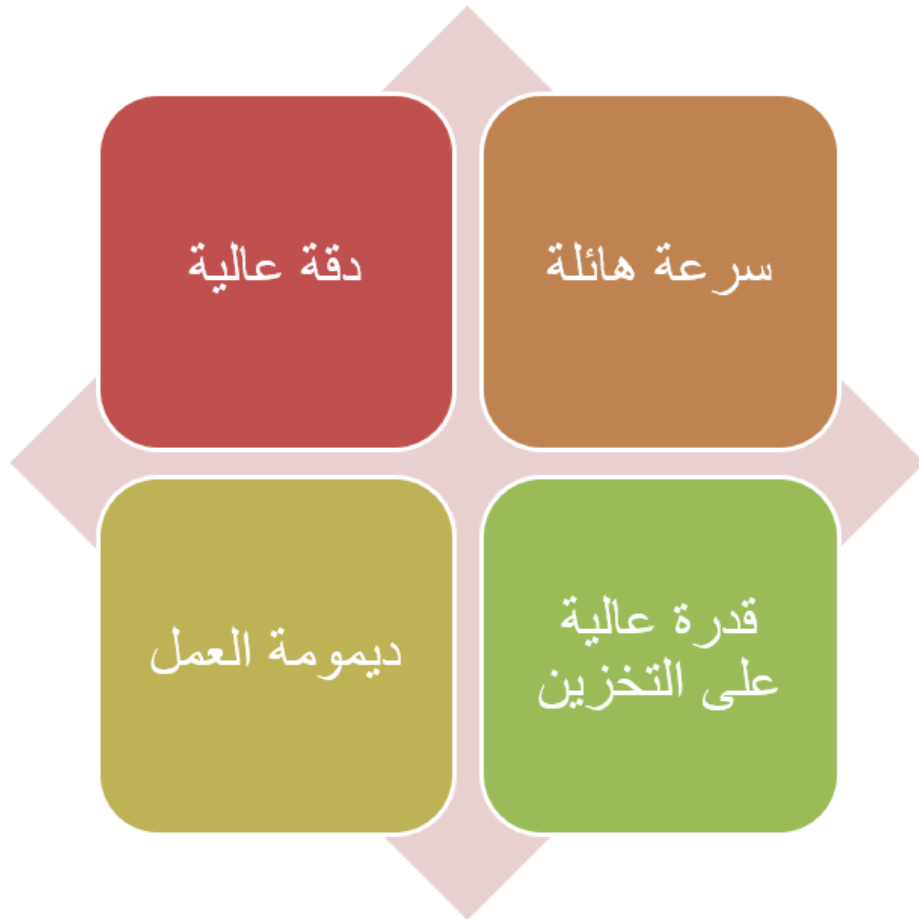 سرعة هائلة
دقة عالية
قدرة عالية
على التخزين
ديمومة العمل